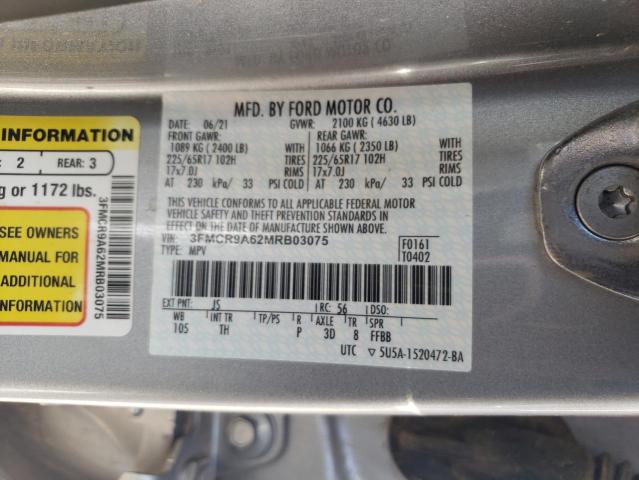 MFD. BY FORD MOTOR CO.
DATE: 06/21 GVWR: 2100 KG ( 4630 LB)
FRONT GAWR: REAR GAWR:
1089 KG ( 2400 LB) WITH 1066 KG ( 2350 LB) WITH
225/65R17 102H TIRES 225/65R17 102H TIRES
17x7.0J RIMS 17x7.0J RIMS
AT 230 kPa/ 33 PSI COLD AT 230 kPa/ 33 PSI COLD
THIS VEHICLE CONFORMS TO ALL APPLICABLE FEDERAL MOTOR
VEHICLE SAFETY AND THEFT PREVENTION STANDARDS IN EFFECT
ON THE DATE OF MANUFACTURE SHOWN ABOVE.
VIN: 3FMCR9A62MRB03075 F0161
TYPE: MPV T0402
EXT PNT: JS RC: 56 DSO:
WB INT TR TP/PS R AXLE TR SPR
105 TH P 3D 8 FFBB
UTC ▽5U5A-1520472-BA
INFORMATION
: 2 REAR: 3
g or 1172 lbs.
SEE OWNERS
MANUAL FOR
ADDITIONAL
INFORMATION
3FMCR9A62MRB03075